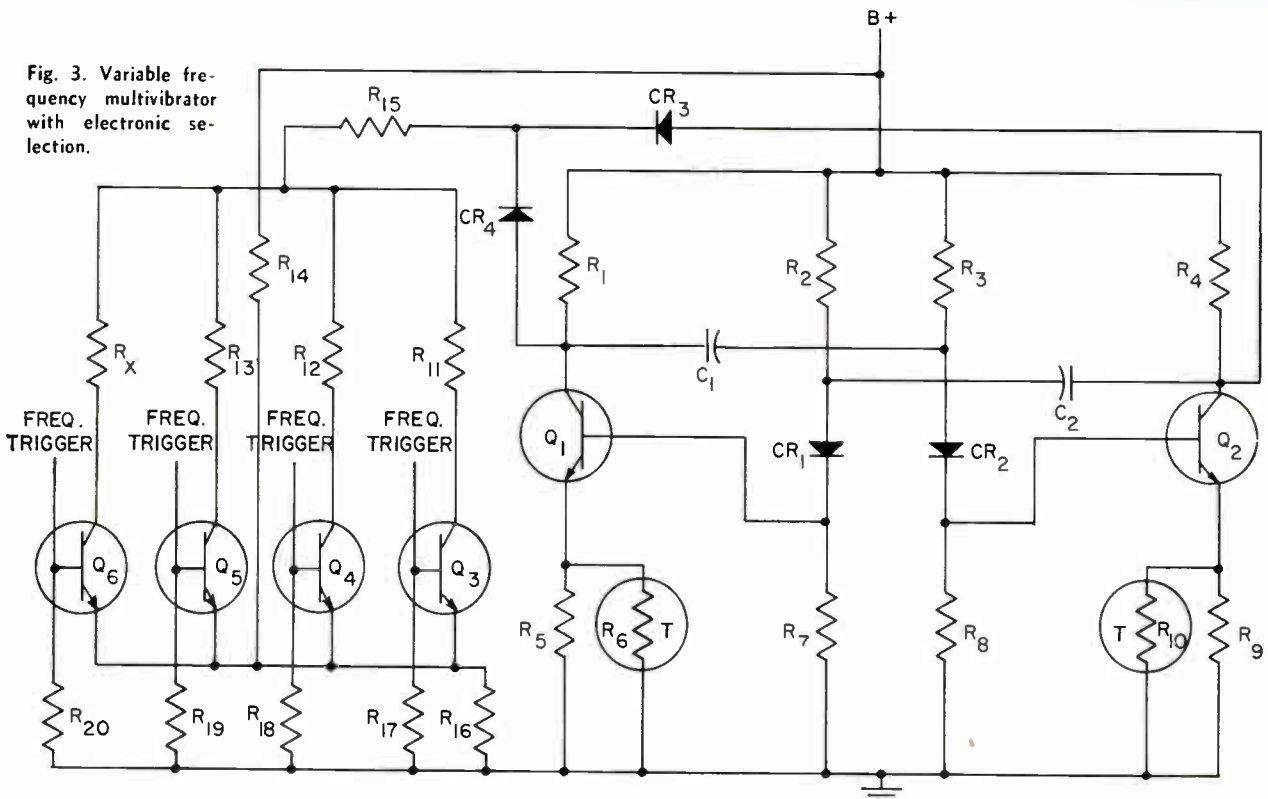 B+
Fig. 3. Variable fre-
quency multivibrator
with electronic se-
lection.
R15
CR3
CR4
R14
R1
R2
R3
R4
RX
R13
R12
R11
C1
C2
FREQ.
TRIGGER
FREQ.
TRIGGER
FREQ.
TRIGGER
FREQ.
TRIGGER
Q1
CR1
CR2
Q2
Q6
Q5
Q4
Q3
R5
R6
T
R7
R8
T
R10
R9
R20
R19
R18
R17
R16